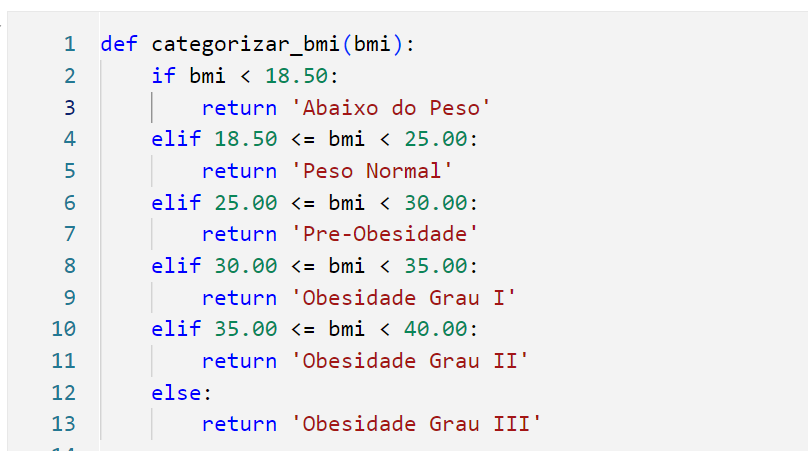 1 def categorizar_bmi(bmi):
2     if bmi < 18.50:
3         return 'Abaixo do Peso'
4     elif 18.50 <= bmi < 25.00:
5         return 'Peso Normal'
6     elif 25.00 <= bmi < 30.00:
7         return 'Pre-Obesidade'
8     elif 30.00 <= bmi < 35.00:
9         return 'Obesidade Grau I'
10     elif 35.00 <= bmi < 40.00:
11         return 'Obesidade Grau II'
12     else:
13         return 'Obesidade Grau III'